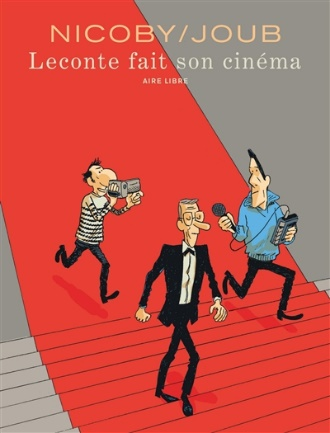 NICOBY/JOUB
Leconte fait son cinéma
AIRE LIBRE